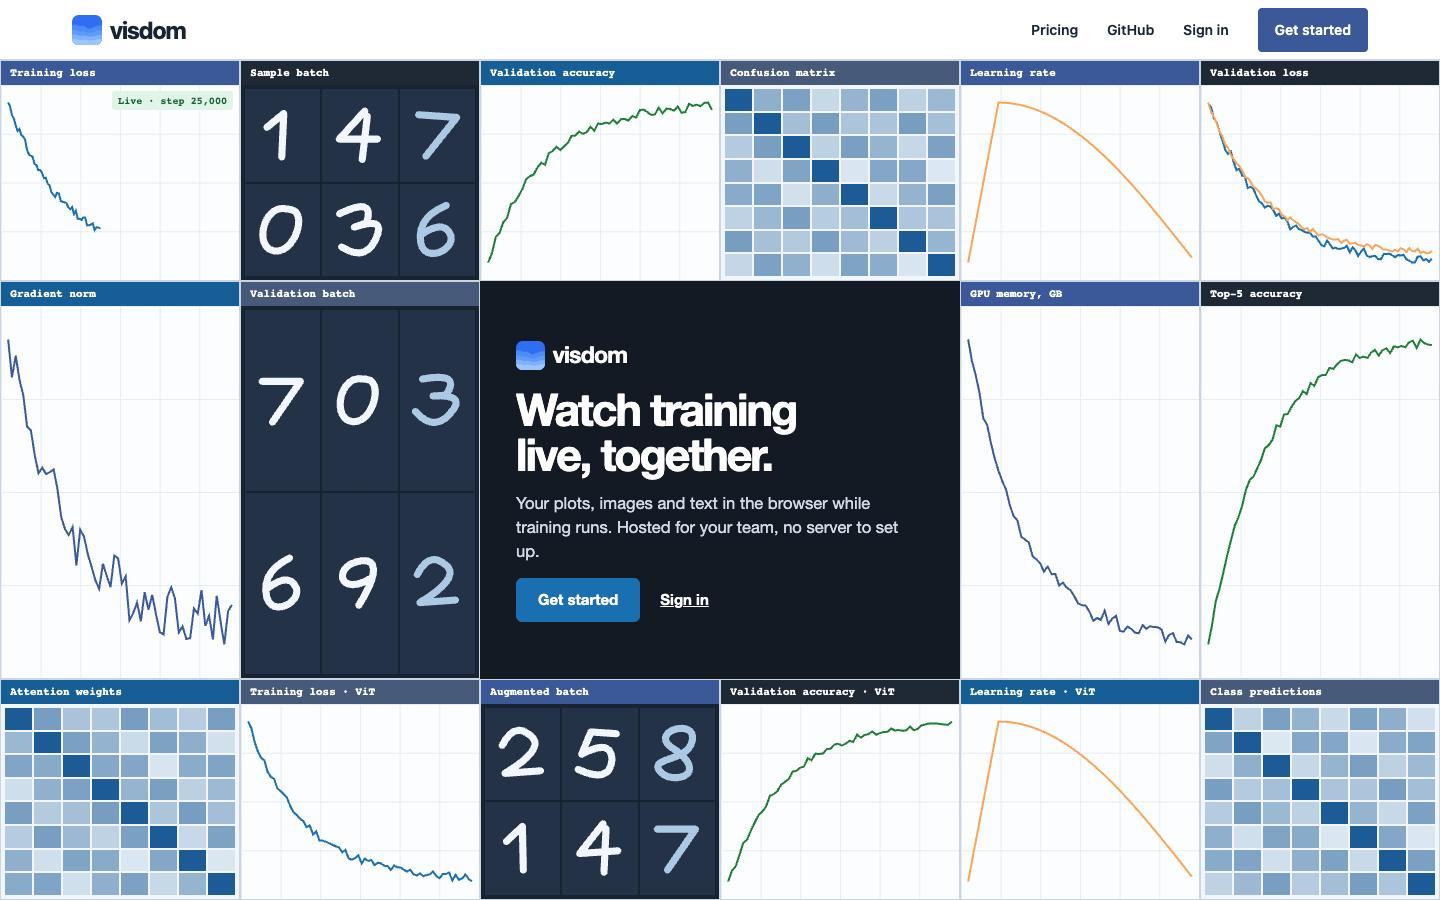 visdom
Pricing
GitHub
Sign in
Get started
Training loss
Live · step 25,000
Sample batch
1 4 7
0 3 6
Validation accuracy
Confusion matrix
Learning rate
Validation loss
Gradient norm
Validation batch
7 0 3
6 9 2
visdom
Watch training
live, together.
Your plots, images and text in the browser while
training runs. Hosted for your team, no server to set
up.
Get started
Sign in
GPU memory, GB
Top-5 accuracy
Attention weights
Training loss · ViT
Augmented batch
2 5 8
1 4 7
Validation accuracy · ViT
Learning rate · ViT
Class predictions